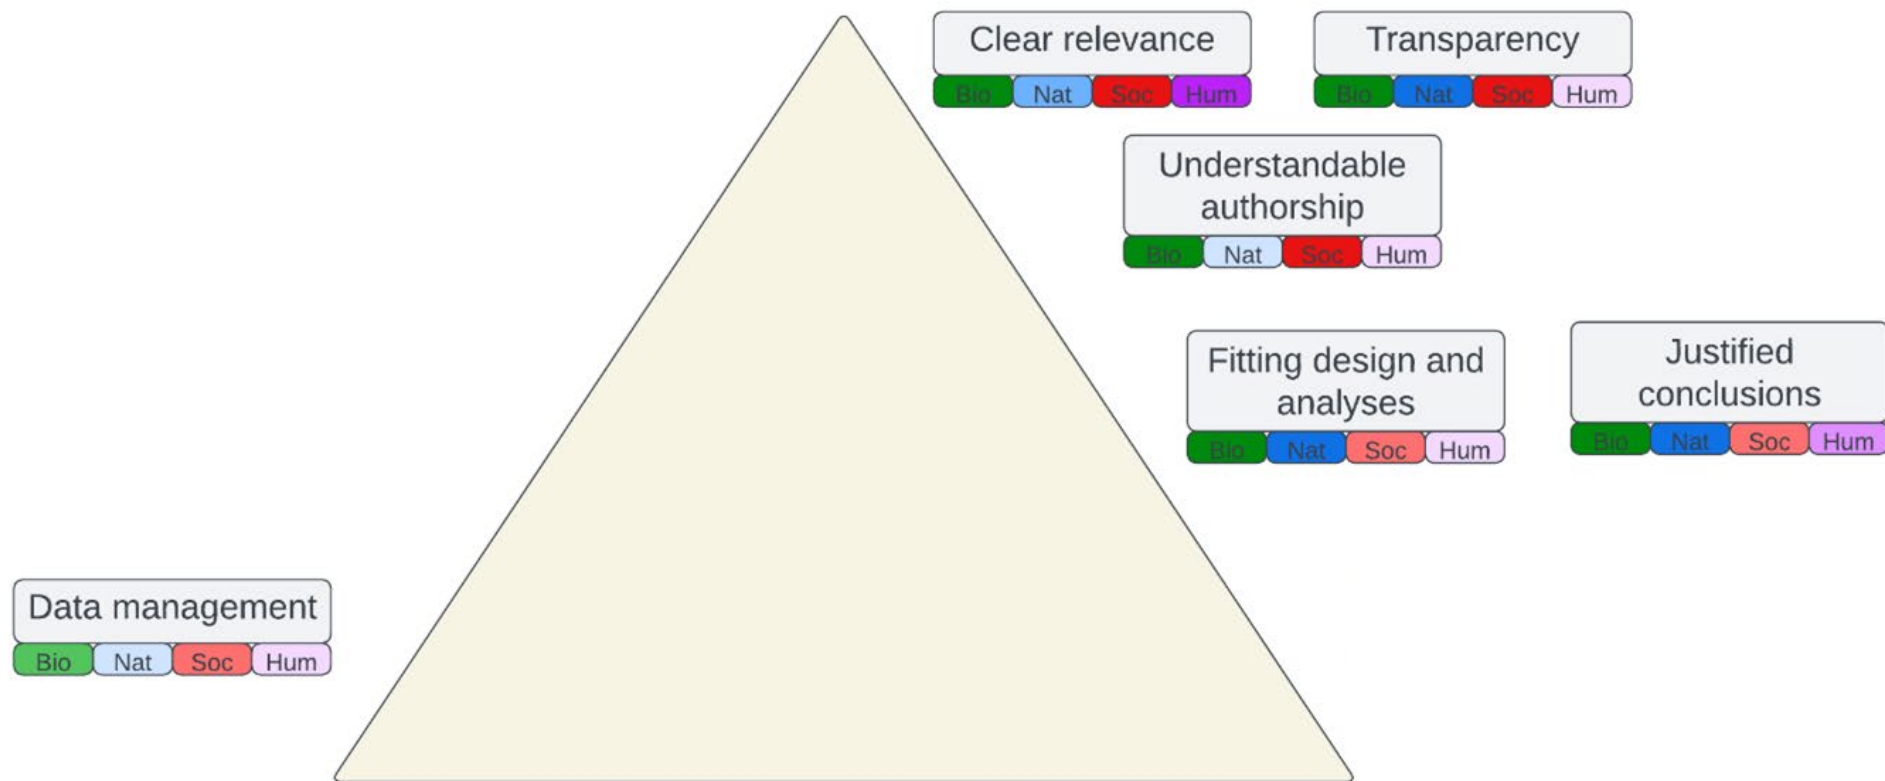 Clear relevance
Bio Nat Soc Hum
Transparency
Bio Nat Soc Hum
Understandable
authorship
Bio Nat Soc Hum
Fitting design and
analyses
Bio Nat Soc Hum
Justified
conclusions
Bio Nat Soc Hum
Data management
Bio Nat Soc Hum